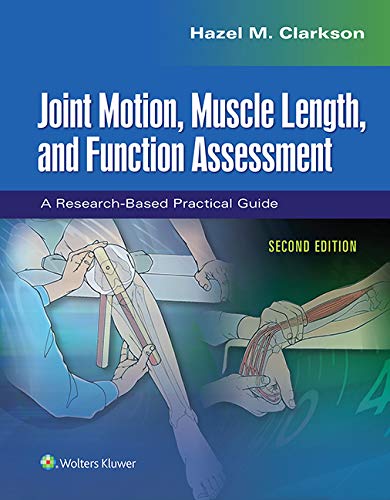 Hazel M. Clarkson
Joint Motion, Muscle Length,
and Function Assessment
A Research-Based Practical Guide
SECOND EDITION
Wolters Kluwer